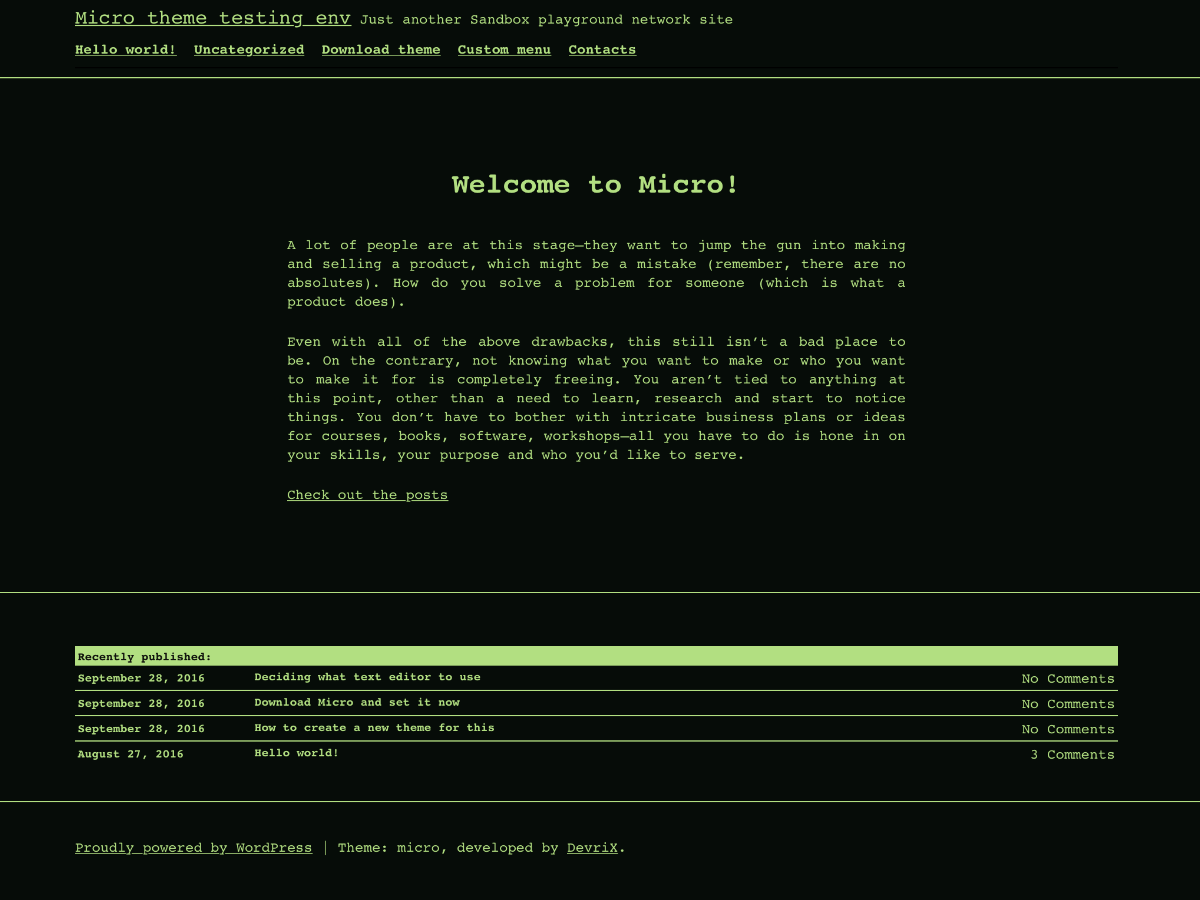 Micro theme testing env Just another Sandbox playground network site
Hello world! Uncategorized Download theme Custom menu Contacts
Welcome to Micro!
A lot of people are at this stage—they want to jump the gun into making
and selling a product, which might be a mistake (remember, there are no
absolutes). How do you solve a problem for someone (which is what a
product does).
Even with all of the above drawbacks, this still isn’t a bad place to
be. On the contrary, not knowing what you want to make or who you want
to make it for is completely freeing. You aren’t tied to anything at
this point, other than a need to learn, research and start to notice
things. You don’t have to bother with intricate business plans or ideas
for courses, books, software, workshops—all you have to do is hone in on
your skills, your purpose and who you’d like to serve.
Check out the posts
Recently published:
September 28, 2016 Deciding what text editor to use No Comments
September 28, 2016 Download Micro and set it now No Comments
September 28, 2016 How to create a new theme for this No Comments
August 27, 2016 Hello world! 3 Comments
Proudly powered by WordPress | Theme: micro, developed by DevriX.